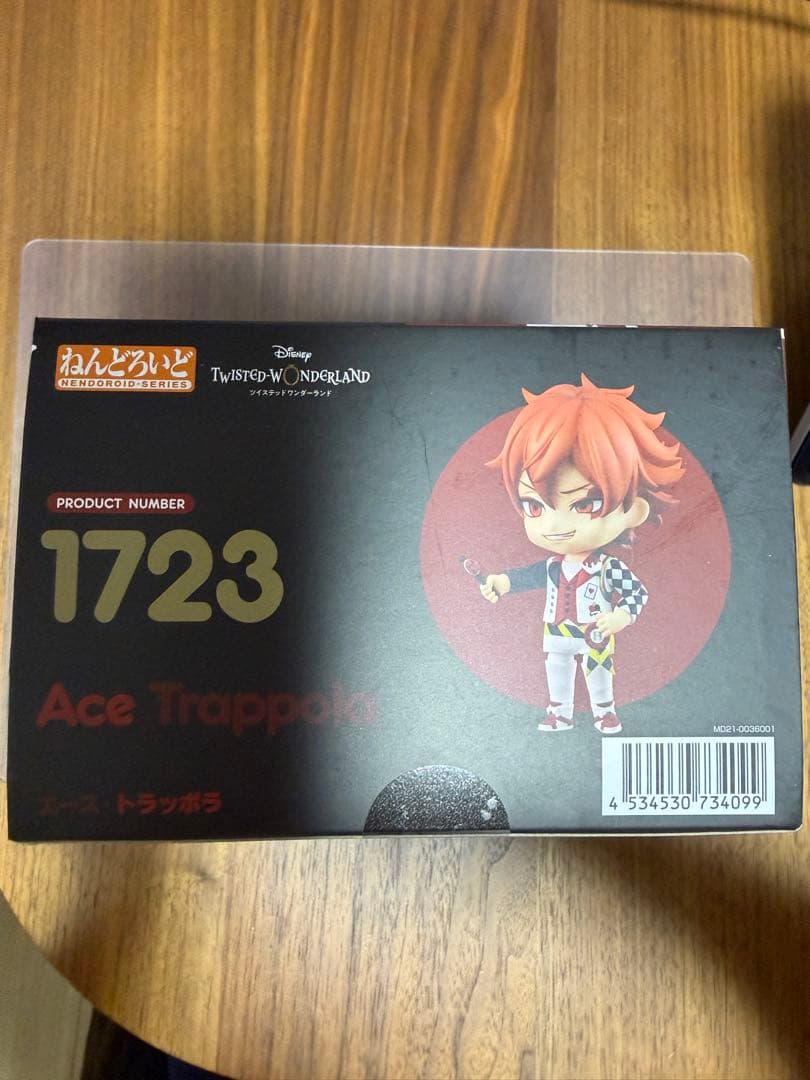 ねんどろいど
NENDOROID-SERIES
Disney
TWISTED-WONDERLAND
ツイステッドワンダーランド
PRODUCT NUMBER
1723
Ace Trappola
エース・トラッポラ
MD21-0036001
4 534530 734099